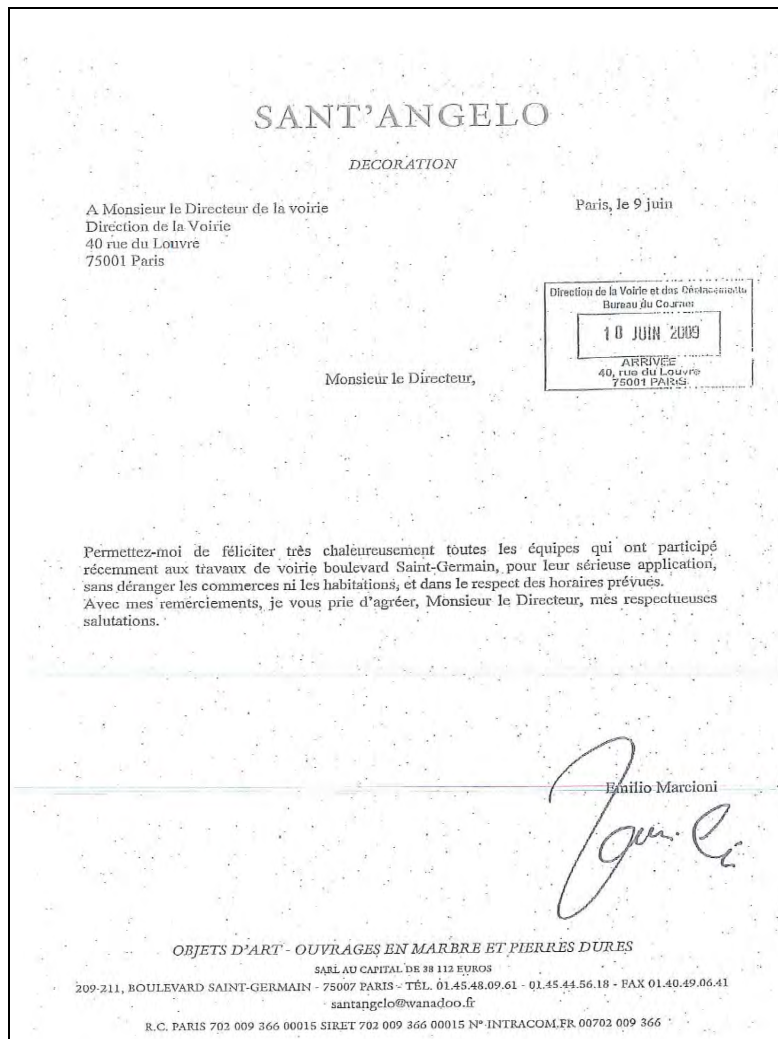 SANT'ANGELO
DECORATION
A Monsieur le Directeur de la voirie
Direction de la Voirie
40 rue du Louvre
75001 Paris
Paris, le 9 juin
Direction de la Voirie et des Déplacements
Bureau du Courrier
10 JUIN 2009
ARRIVÉE
40, rue du Louvre
75001 PARIS
Monsieur le Directeur,
Permettez-moi de féliciter très chaleureusement toutes les équipes qui ont participé
récemment aux travaux de voirie boulevard Saint-Germain, pour leur sérieuse application,
sans déranger les commerces ni les habitations, et dans le respect des horaires prévues.
Avec mes remerciements, je vous prie d'agréer, Monsieur le Directeur, mes respectueuses
salutations.
Emilio Marcioni
OBJETS D'ART - OUVRAGES EN MARBRE ET PIERRES DURES
SARL AU CAPITAL DE 38 112 EUROS
209-211, BOULEVARD SAINT-GERMAIN - 75007 PARIS - TÉL. 01.45.48.09.61 - 01.45.44.56.18 - FAX 01.40.49.06.41
santangelo@wanadoo.fr
R.C. PARIS 702 009 366 00015 SIRET 702 009 366 00015 N° INTRACOM.FR 00702 009 366